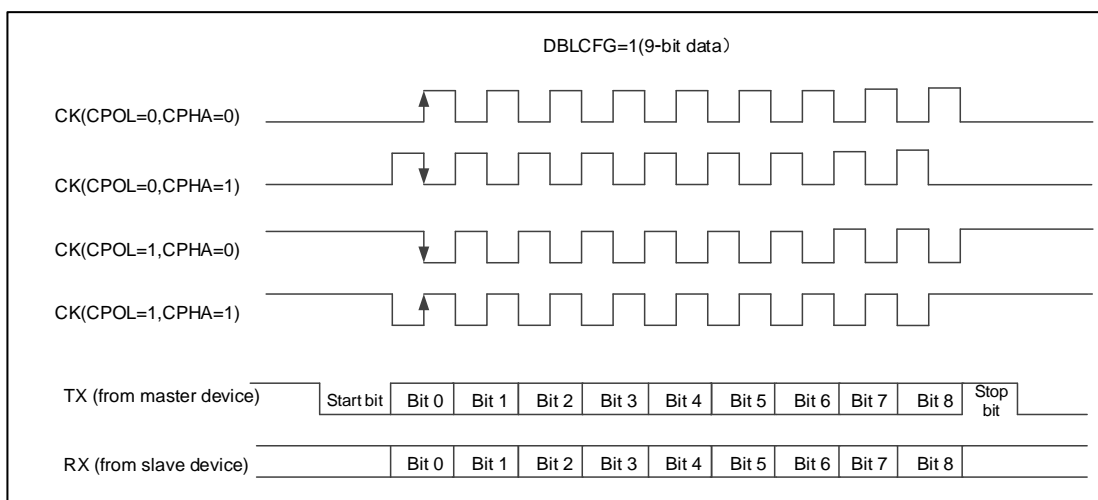 DBLCFG=1(9-bit data）
CK(CPOL=0,CPHA=0)
CK(CPOL=0,CPHA=1)
CK(CPOL=1,CPHA=0)
CK(CPOL=1,CPHA=1)
TX (from master device) Start bit Bit 0 Bit 1 Bit 2 Bit 3 Bit 4 Bit 5 Bit 6 Bit 7 Bit 8 Stop bit
RX (from slave device) Bit 0 Bit 1 Bit 2 Bit 3 Bit 4 Bit 5 Bit 6 Bit 7 Bit 8